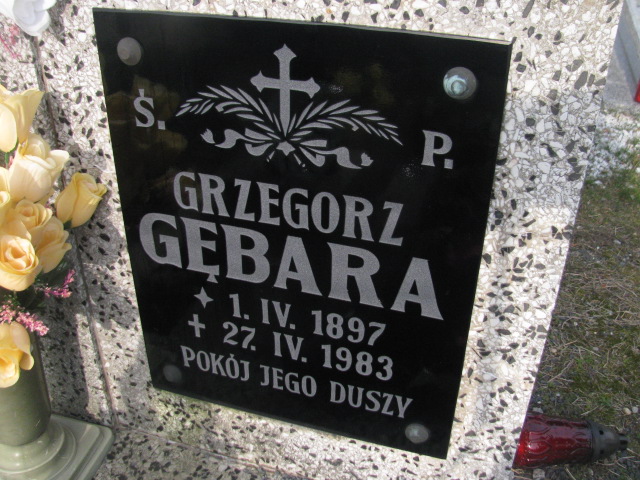 Ś. P.
GRZEGORZ
GĘBARA
✦ 1. IV. 1897
✝ 27. IV. 1983
POKÓJ JEGO DUSZY